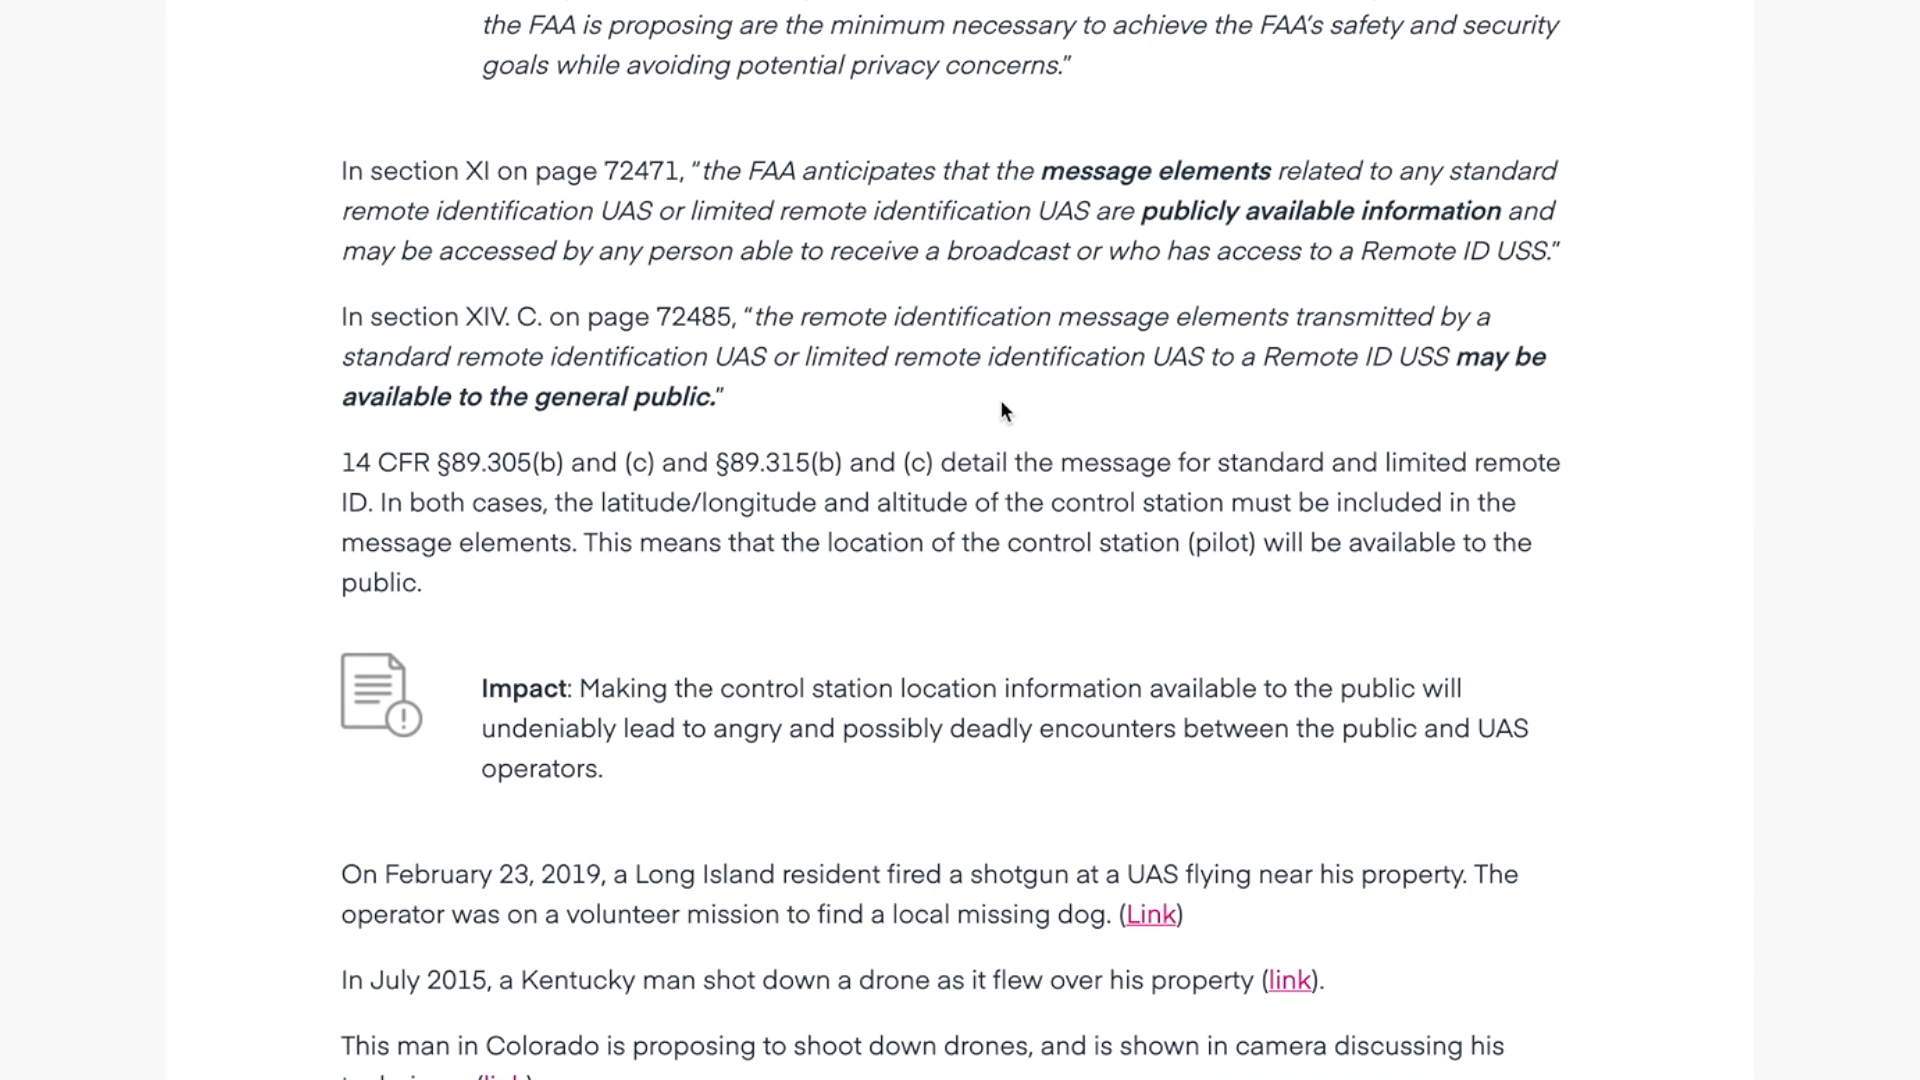 the FAA is proposing are the minimum necessary to achieve the FAA's safety and security
goals while avoiding potential privacy concerns."
In section XI on page 72471, "the FAA anticipates that the message elements related to any standard
remote identification UAS or limited remote identification UAS are publicly available information and
may be accessed by any person able to receive a broadcast or who has access to a Remote ID USS."
In section XIV. C. on page 72485, "the remote identification message elements transmitted by a
standard remote identification UAS or limited remote identification UAS to a Remote ID USS may be
available to the general public."
14 CFR §89.305(b) and (c) and §89.315(b) and (c) detail the message for standard and limited remote
ID. In both cases, the latitude/longitude and altitude of the control station must be included in the
message elements. This means that the location of the control station (pilot) will be available to the
public.
Impact: Making the control station location information available to the public will
undeniably lead to angry and possibly deadly encounters between the public and UAS
operators.
On February 23, 2019, a Long Island resident fired a shotgun at a UAS flying near his property. The
operator was on a volunteer mission to find a local missing dog. (Link)
In July 2015, a Kentucky man shot down a drone as it flew over his property (link).
This man in Colorado is proposing to shoot down drones, and is shown in camera discussing his